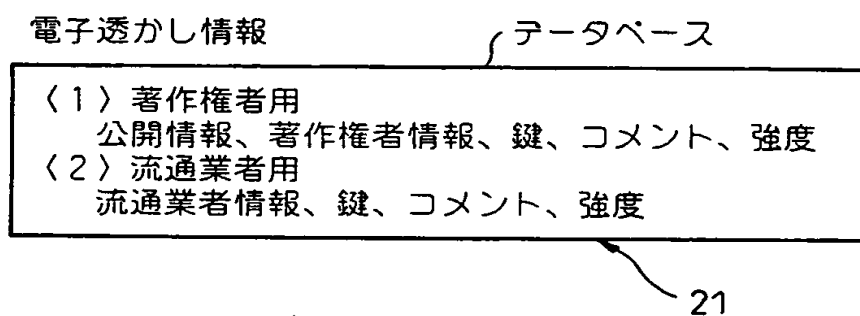 電子透かし情報
データベース
〈1〉著作権者用
公開情報、著作権者情報、鍵、コメント、強度
〈2〉流通業者用
流通業者情報、鍵、コメント、強度
21